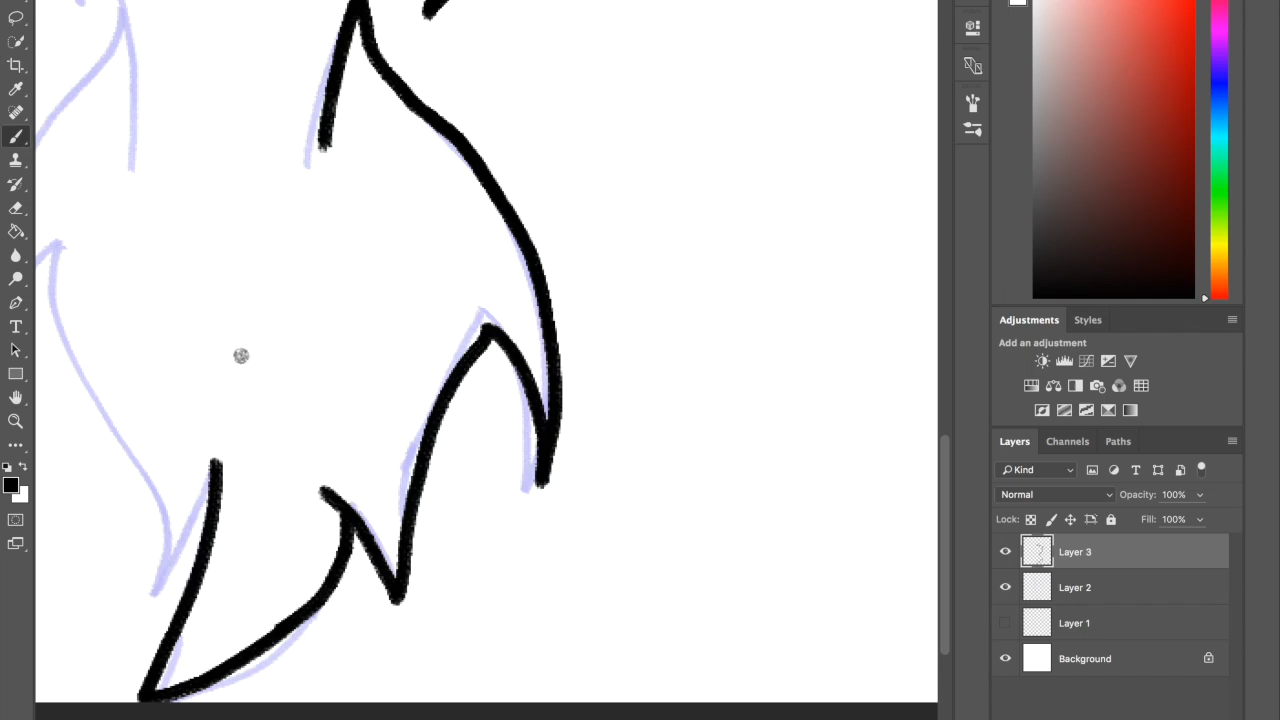 Adjustments Styles
Add an adjustment
Layers Channels Paths
Kind
Normal Opacity: 100%
Lock: Fill: 100%
Layer 3
Layer 2
Layer 1
Background